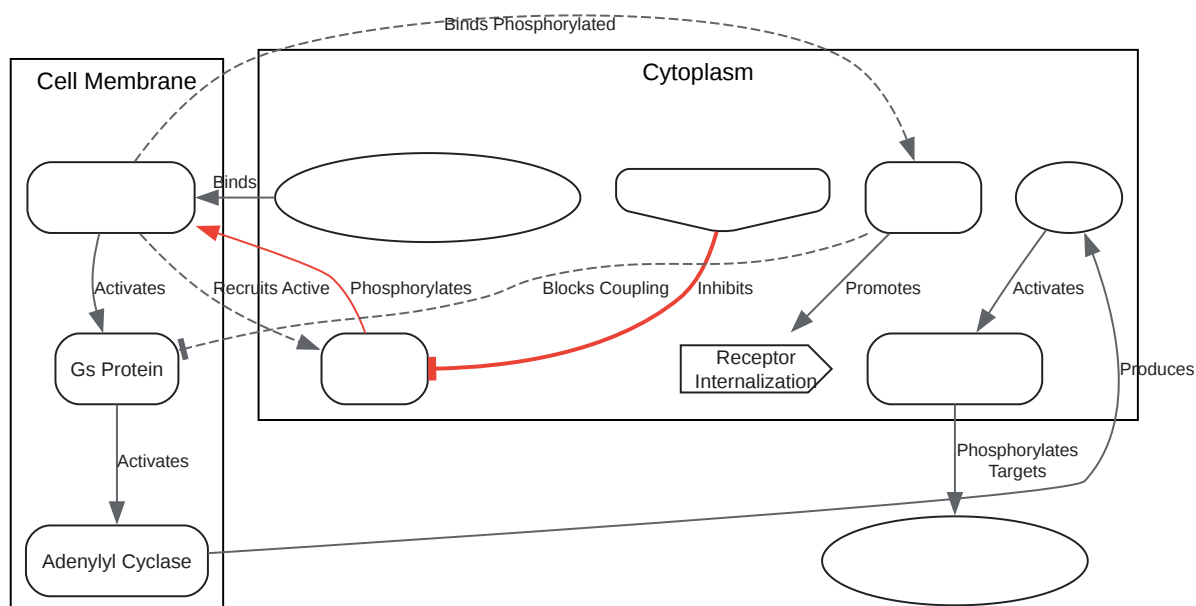 Binds Phosphorylated
Cell Membrane
Cytoplasm
Binds
Activates
Recruits Active
Phosphorylates
Blocks Coupling
Inhibits
Promotes
Activates
Gs Protein
Receptor
Internalization
Produces
Activates
Phosphorylates
Targets
Adenylyl Cyclase